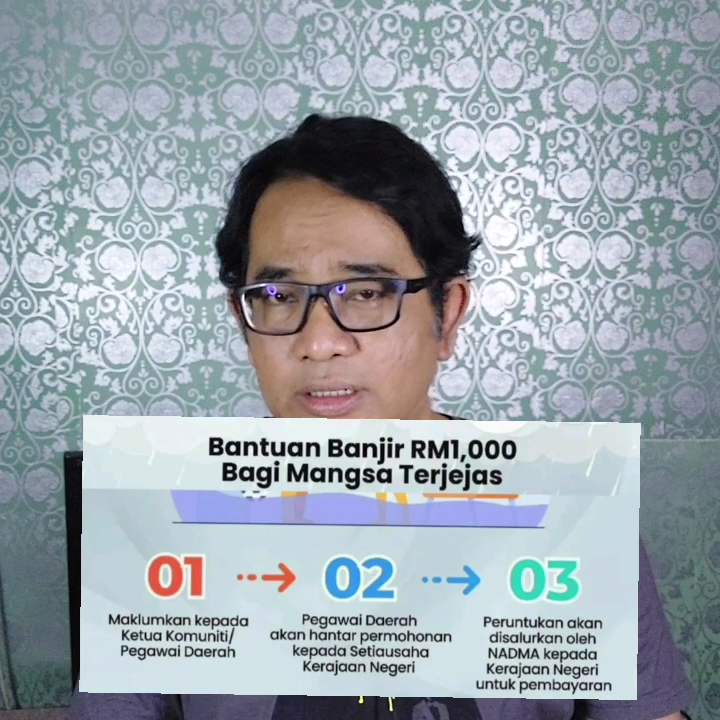 Bantuan Banjir RM1,000
Bagi Mangsa Terjejas
01
02
03
Maklumkan kepada
Ketua Komuniti/
Pegawai Daerah
Pegawai Daerah
akan hantar permohonan
kepada Setiausaha
Kerajaan Negeri
Peruntukan akan
disalurkan oleh
NADMA kepada
Kerajaan Negeri
untuk pembayaran